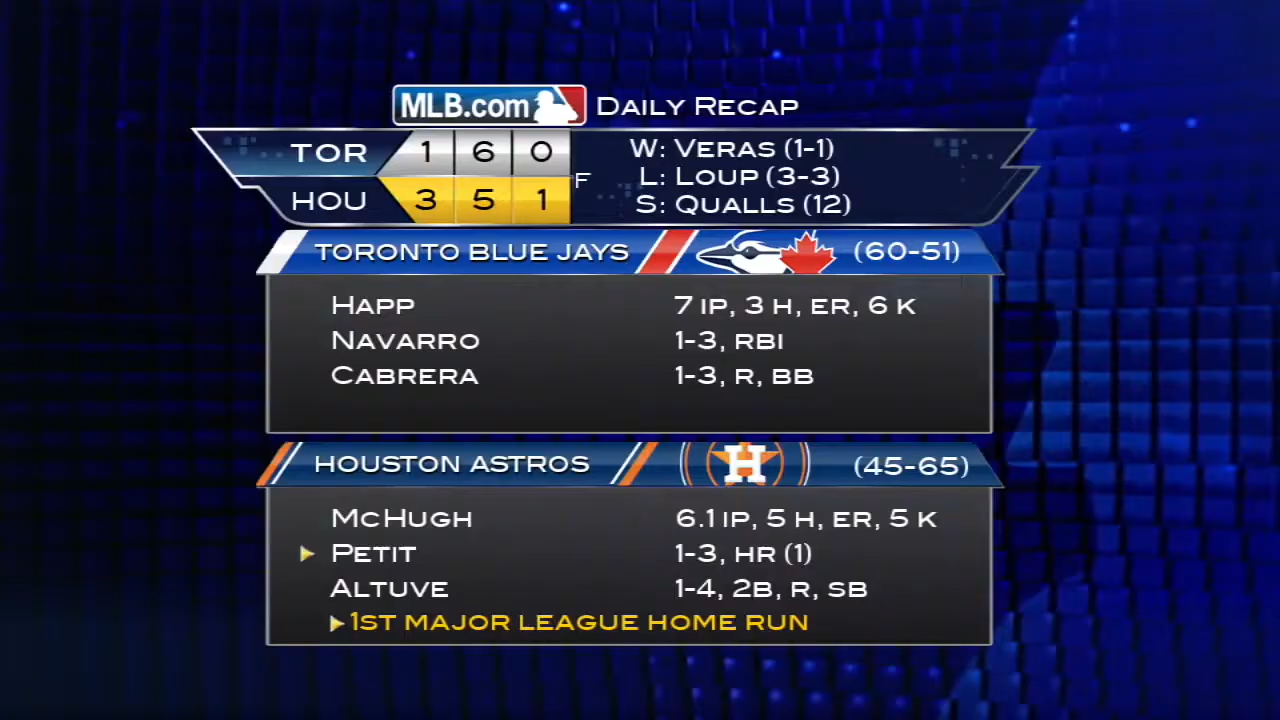 MLB.com DAILY RECAP
TOR 1 6 0
HOU 3 5 1
F
W: VERAS (1-1)
L: LOUP (3-3)
S: QUALLS (12)
TORONTO BLUE JAYS (60-51)
HAPP 7 IP, 3 H, ER, 6 K
NAVARRO 1-3, RBI
CABRERA 1-3, R, BB
HOUSTON ASTROS H (45-65)
MCHUGH 6.1 IP, 5 H, ER, 5 K
PETIT 1-3, HR (1)
ALTUVE 1-4, 2B, R, SB
1ST MAJOR LEAGUE HOME RUN